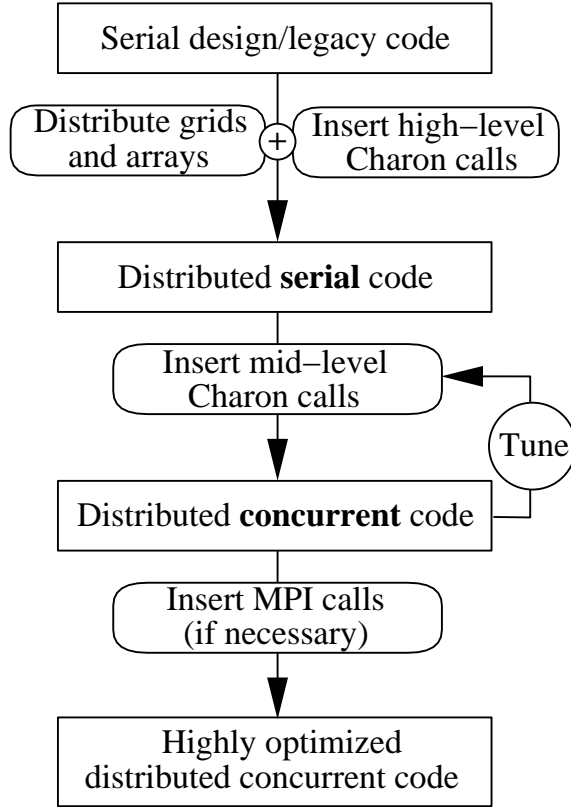 Serial design/legacy code
Distribute grids
and arrays
+
Insert high−level
Charon calls
Distributed serial code
Insert mid−level
Charon calls
Tune
Distributed concurrent code
Insert MPI calls
(if necessary)
Highly optimized
distributed concurrent code